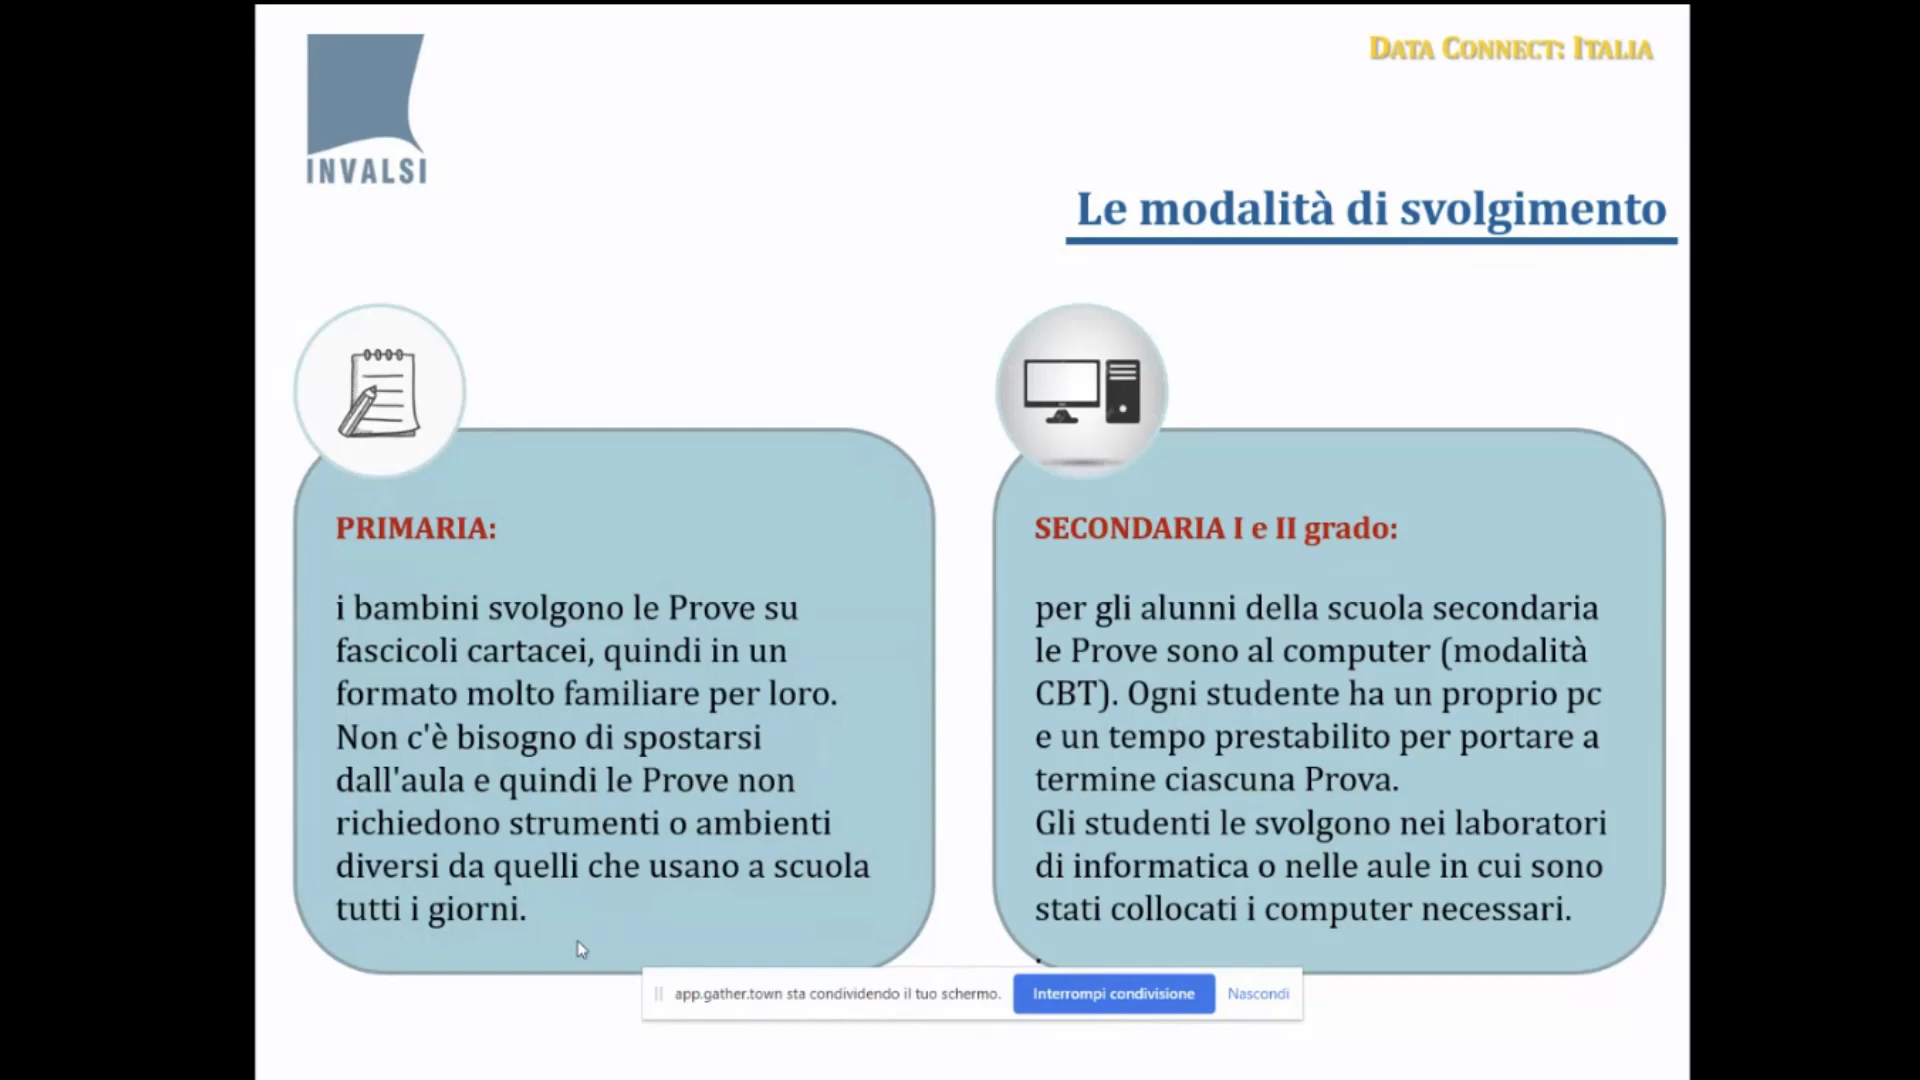 DATA CONNECT: ITALIA
INVALSI
Le modalità di svolgimento
PRIMARIA:
i bambini svolgono le Prove su
fascicoli cartacei, quindi in un
formato molto familiare per loro.
Non c'è bisogno di spostarsi
dall'aula e quindi le Prove non
richiedono strumenti o ambienti
diversi da quelli che usano a scuola
tutti i giorni.
SECONDARIA I e II grado:
per gli alunni della scuola secondaria
le Prove sono al computer (modalità
CBT). Ogni studente ha un proprio pc
e un tempo prestabilito per portare a
termine ciascuna Prova.
Gli studenti le svolgono nei laboratori
di informatica o nelle aule in cui sono
stati collocati i computer necessari.
.
app.gather.town sta condividendo il tuo schermo.
Interrompi condivisione
Nascondi